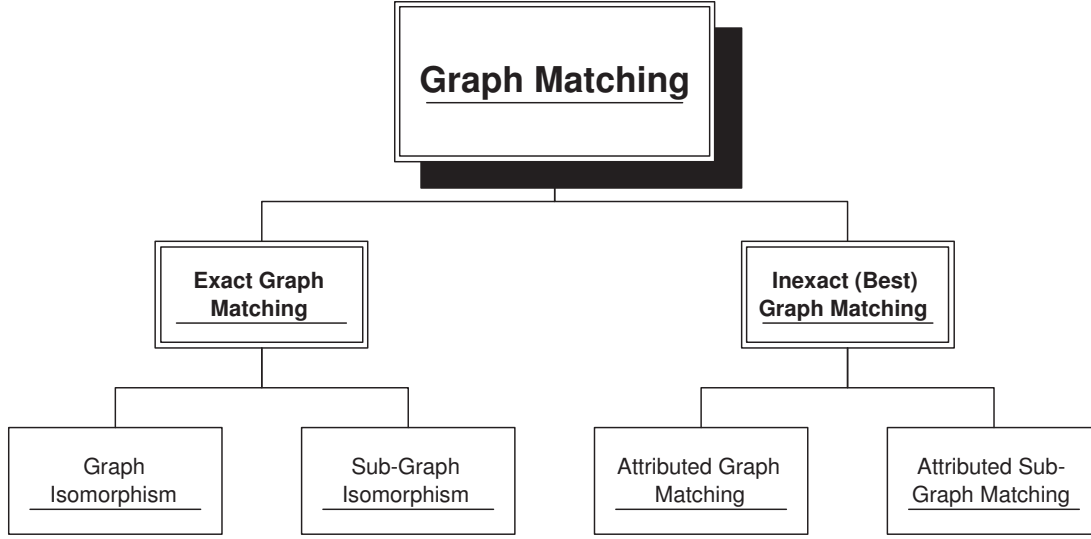 Graph Matching
Exact Graph
Matching
Inexact (Best)
Graph Matching
Graph
Isomorphism
Sub-Graph
Isomorphism
Attributed Graph
Matching
Attributed Sub-
Graph Matching